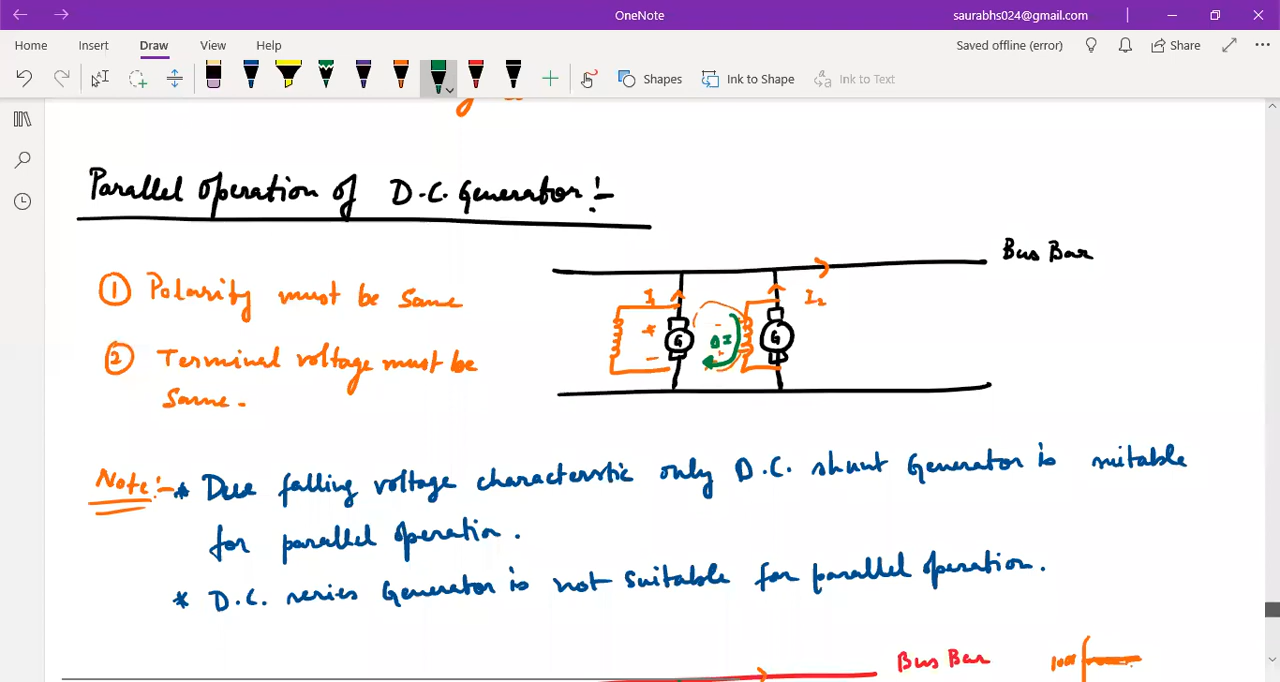 OneNote
saurabhs024@gmail.com
Home Insert Draw View Help
Saved offline (error)
Share
Shapes
Ink to Shape
Ink to Text
Parallel operation of D.C. Generator:-
Bus Bar
① Polarity must be same
② Terminal voltage must be
same.
I₁
I₂
+
-
G
ΔI
-
+
G
Note:- * Due falling voltage characterstic only D.C. shunt Generator is suitable
for parallel operation.
* D.C. series Generator is not suitable for parallel operation.
Bus Bar